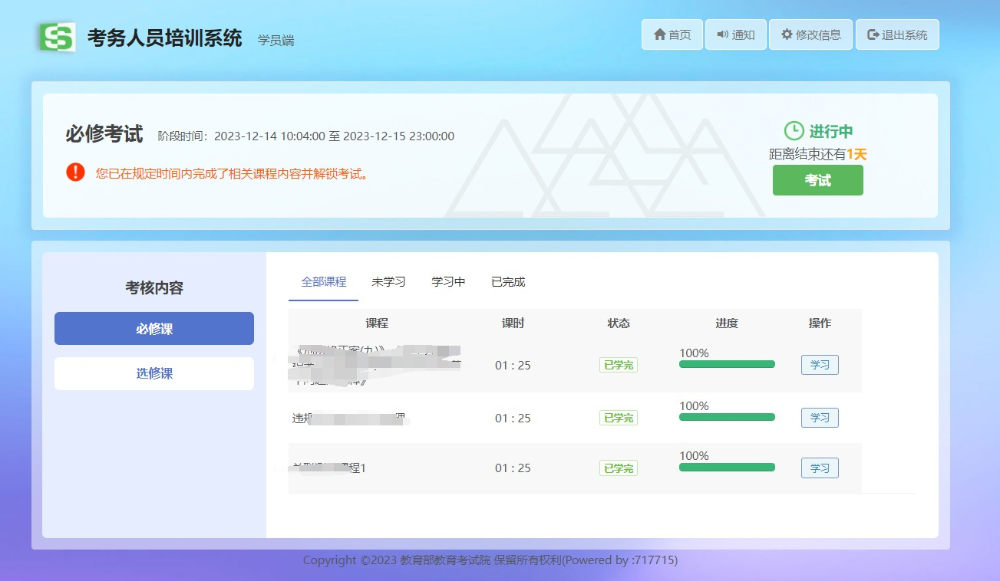 考务人员培训系统 学员端
首页 通知 修改信息 退出系统
必修考试 阶段时间：2023-12-14 10:04:00 至 2023-12-15 23:00:00
您已在规定时间内完成了相关课程内容并解锁考试。
进行中
距离结束还有1天
考试
考核内容
必修课
选修课
全部课程 未学习 学习中 已完成
课程 课时 状态 进度 操作
01 : 25 已学完 100% 学习
违规
01 : 25 已学完 100% 学习
程1 01 : 25 已学完 100% 学习
Copyright ©2023 教育部教育考试院 保留所有权利(Powered by :717715)